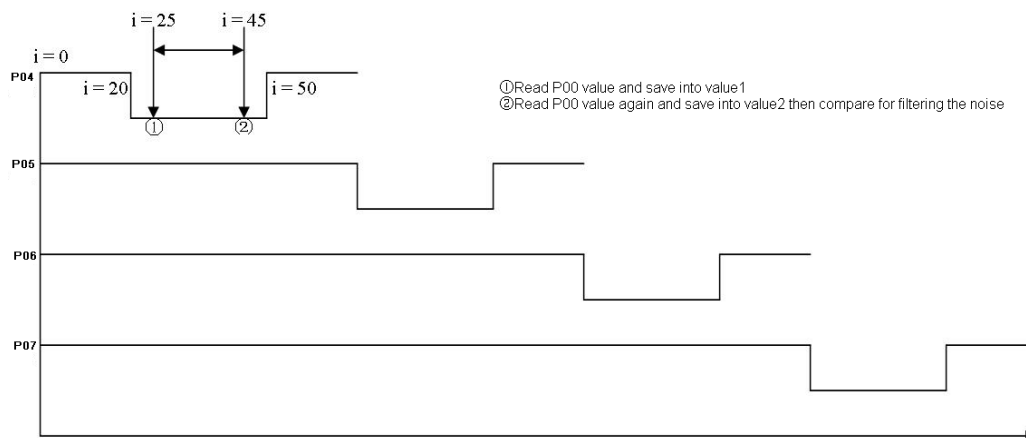 i = 25
i = 45
i = 0
P04
i = 20
i = 50
①Read P00 value and save into value1
②Read P00 value again and save into value2 then compare for filtering the noise
①
②
P05
P06
P07